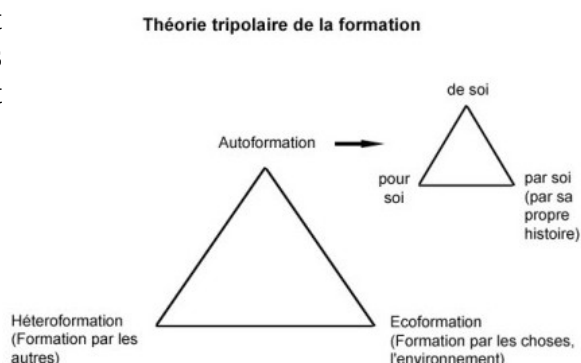 Théorie tripolaire de la formation
de soi
Autoformation
pour
soi
par soi
(par sa
propre
histoire)
Héteroformation
(Formation par les
autres)
Ecoformation
(Formation par les choses,
l'environnement)